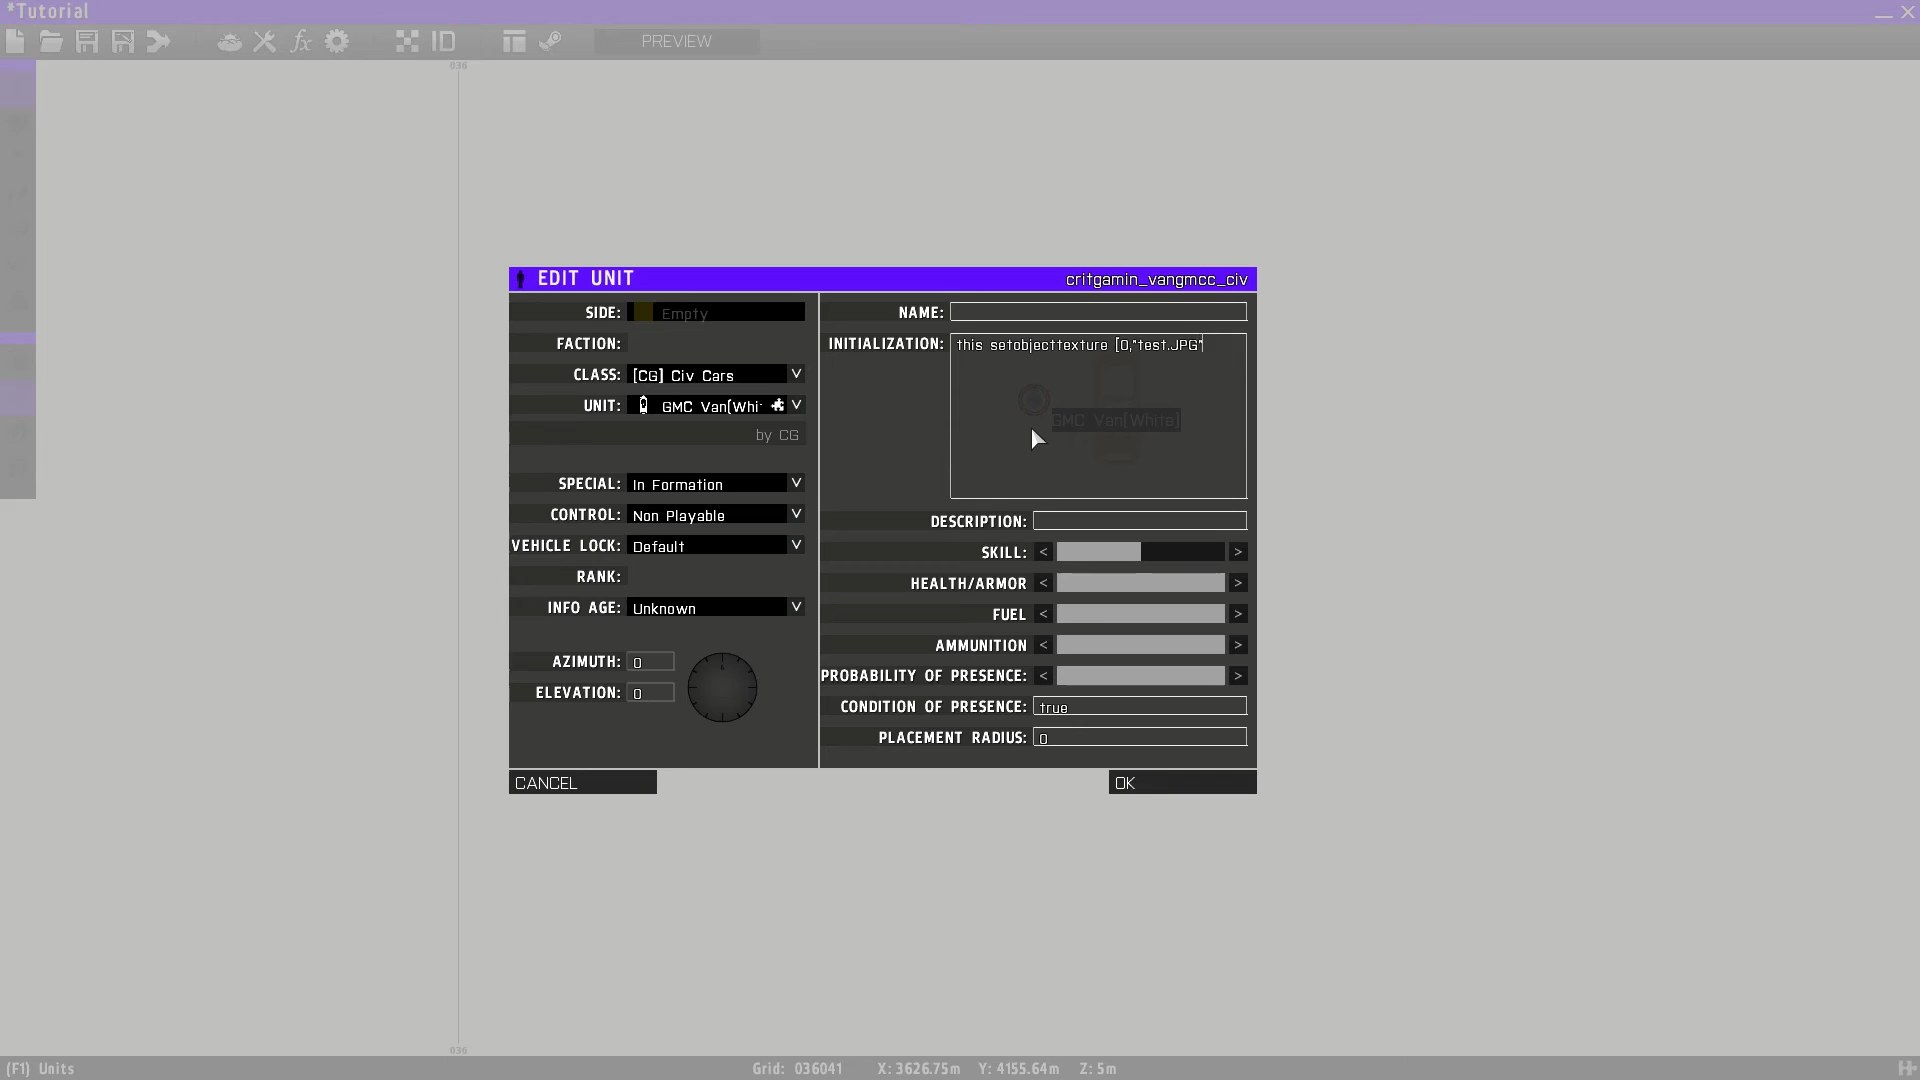 *Tutorial
ID
PREVIEW
036
EDIT UNIT
critgamin_vangmcc_civ
SIDE: Empty
FACTION:
CLASS: [CG] Civ Cars
UNIT: GMC Van(Whi
by CG
SPECIAL: In Formation
CONTROL: Non Playable
VEHICLE LOCK: Default
RANK:
INFO AGE: Unknown
AZIMUTH: 0
ELEVATION: 0
NAME:
INITIALIZATION: this setobjecttexture [0,"test.JPG"
GMC Van(White)
DESCRIPTION:
SKILL:
HEALTH/ARMOR
FUEL
AMMUNITION
PROBABILITY OF PRESENCE:
CONDITION OF PRESENCE: true
PLACEMENT RADIUS: 0
CANCEL
OK
036
(F1) Units
Grid: 036041 X: 3626.75m Y: 4155.64m Z: 5m